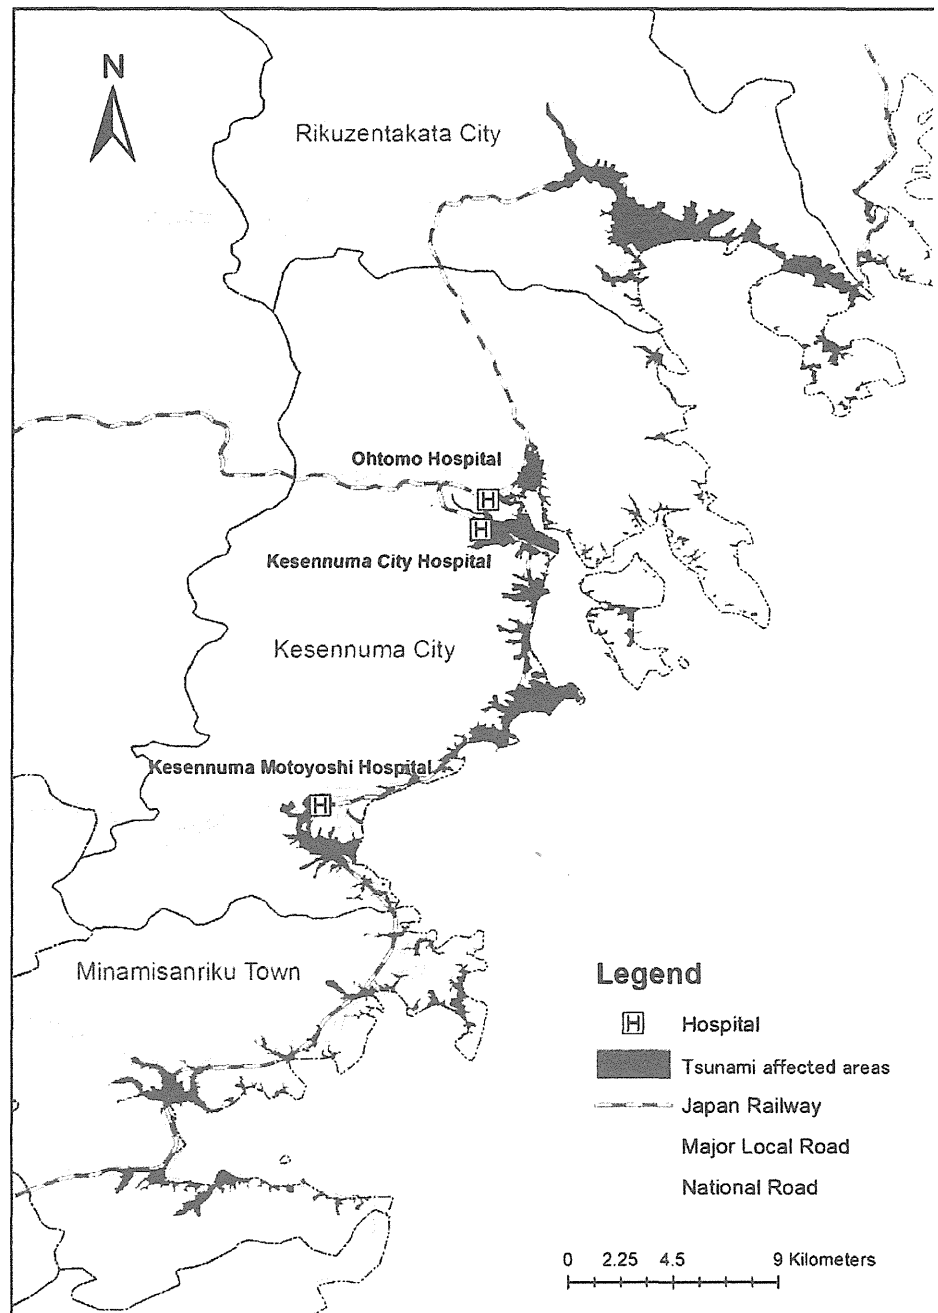 N
Rikuzentakata City
Ohtomo Hospital
H
H
Kesennuma City Hospital
Kesennuma City
Kesennuma Motoyoshi Hospital
H
Minamisanriku Town
Legend
H Hospital
Tsunami affected areas
Japan Railway
Major Local Road
National Road
0 2.25 4.5 9 Kilometers